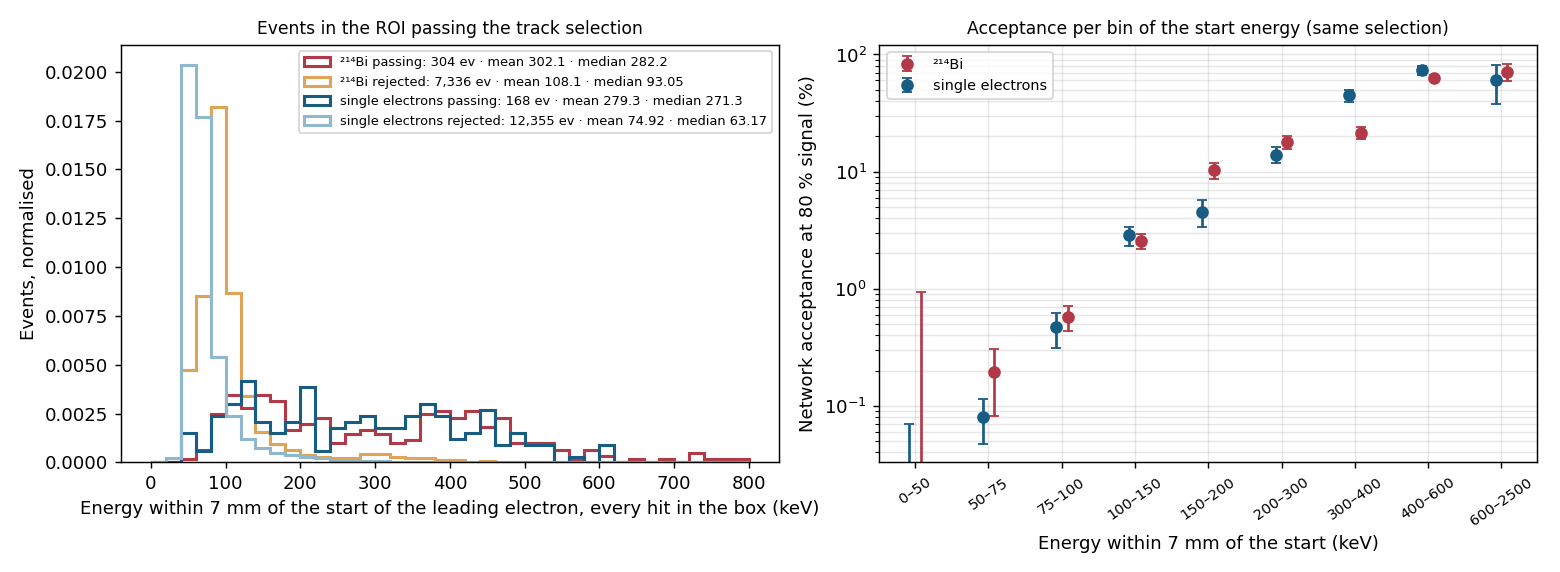 Events in the ROI passing the track selection
Events, normalised
0.0200
0.0175
0.0150
0.0125
0.0100
0.0075
0.0050
0.0025
0.0000
²¹⁴Bi passing: 304 ev · mean 302.1 · median 282.2
²¹⁴Bi rejected: 7,336 ev · mean 108.1 · median 93.05
single electrons passing: 168 ev · mean 279.3 · median 271.3
single electrons rejected: 12,355 ev · mean 74.92 · median 63.17
0 100 200 300 400 500 600 700 800
Energy within 7 mm of the start of the leading electron, every hit in the box (keV)
Acceptance per bin of the start energy (same selection)
Network acceptance at 80 % signal (%)
10²
10¹
10⁰
10⁻¹
²¹⁴Bi
single electrons
0–50 50–75 75–100 100–150 150–200 200–300 300–400 400–600 600–2500
Energy within 7 mm of the start (keV)